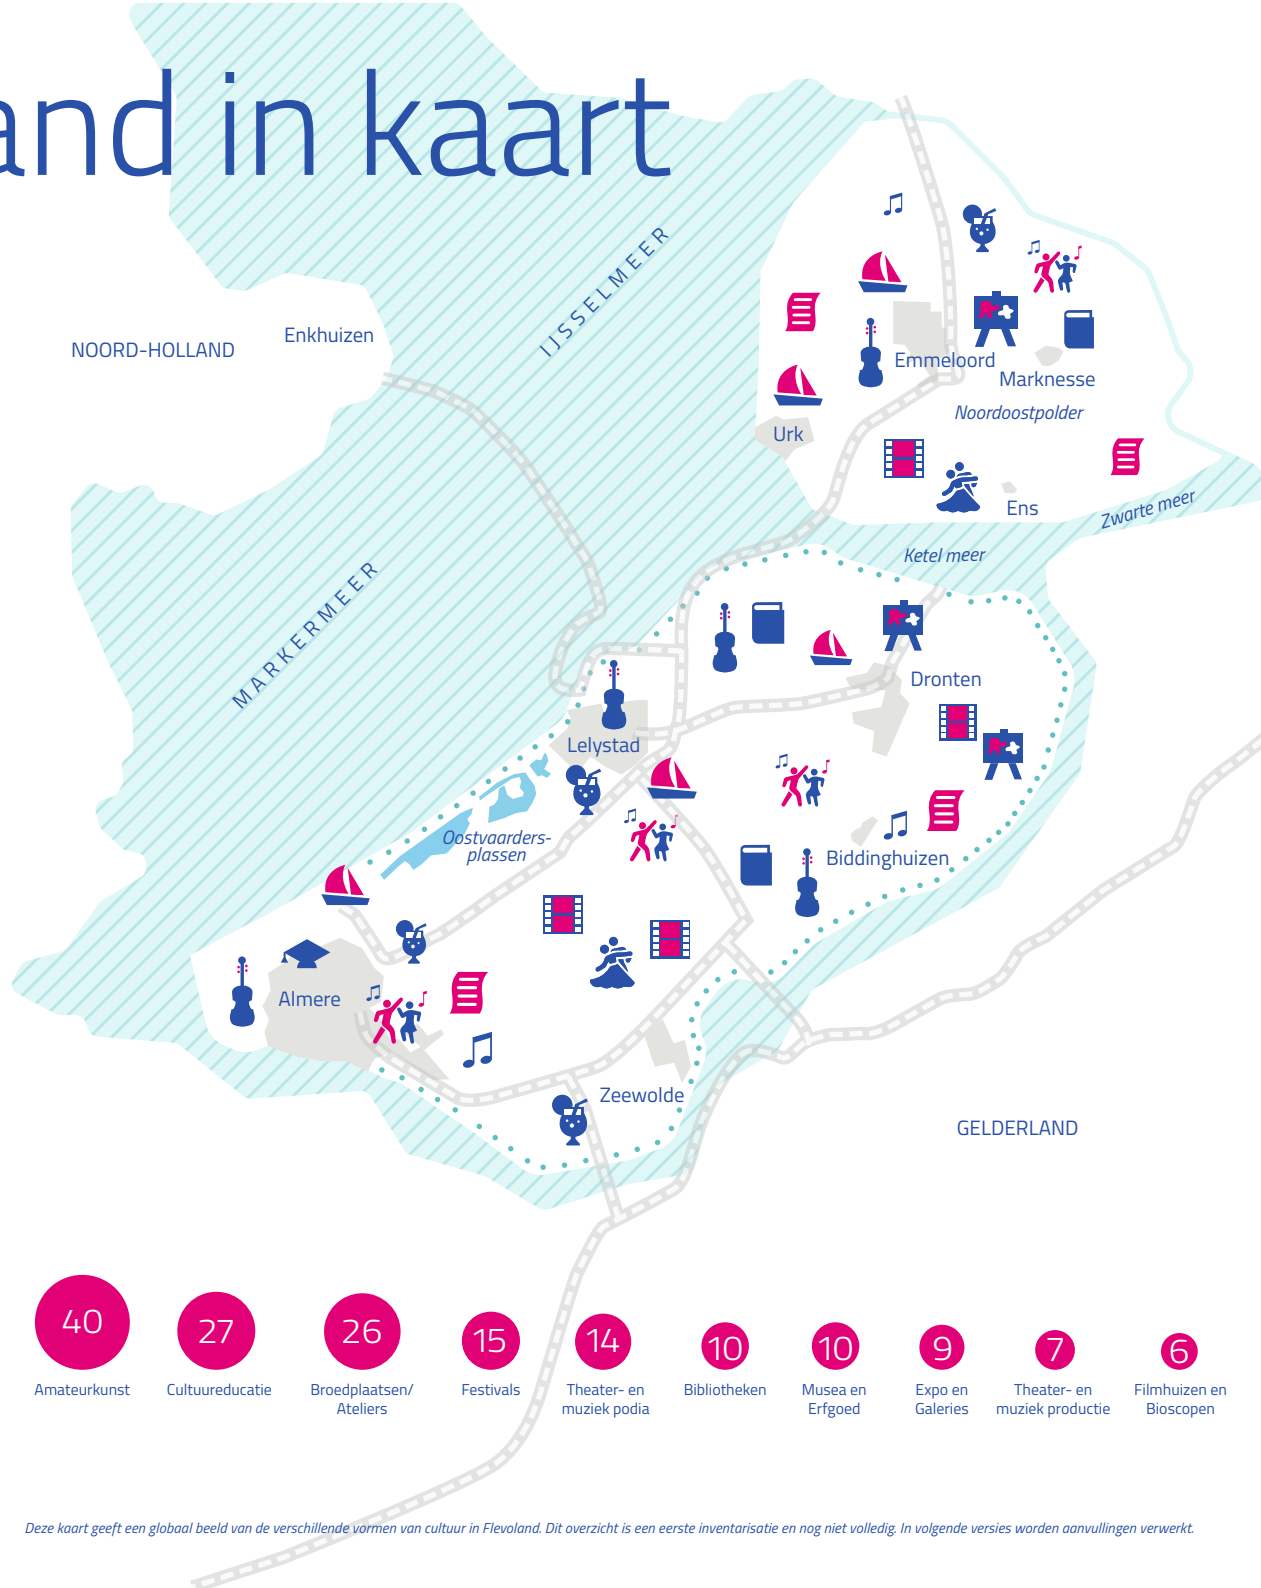 and in kaart
IJSSELMEER
NOORD-HOLLAND
Enkhuizen
Emmeloord
Marknesse
Noordoostpolder
Urk
Ens
Zwarte meer
Ketel meer
MARKERMEER
Dronten
Lelystad
Oostvaarders-
plassen
Biddinghuizen
Almere
Zeewolde
GELDERLAND
40
Amateurkunst
27
Cultuureducatie
26
Broedplaatsen/
Ateliers
15
Festivals
14
Theater- en
muziek podia
10
Bibliotheken
10
Musea en
Erfgoed
9
Expo en
Galeries
7
Theater- en
muziek productie
6
Filmhuizen en
Bioscopen
Deze kaart geeft een globaal beeld van de verschillende vormen van cultuur in Flevoland. Dit overzicht is een eerste inventarisatie en nog niet volledig. In volgende versies worden aanvullingen verwerkt.